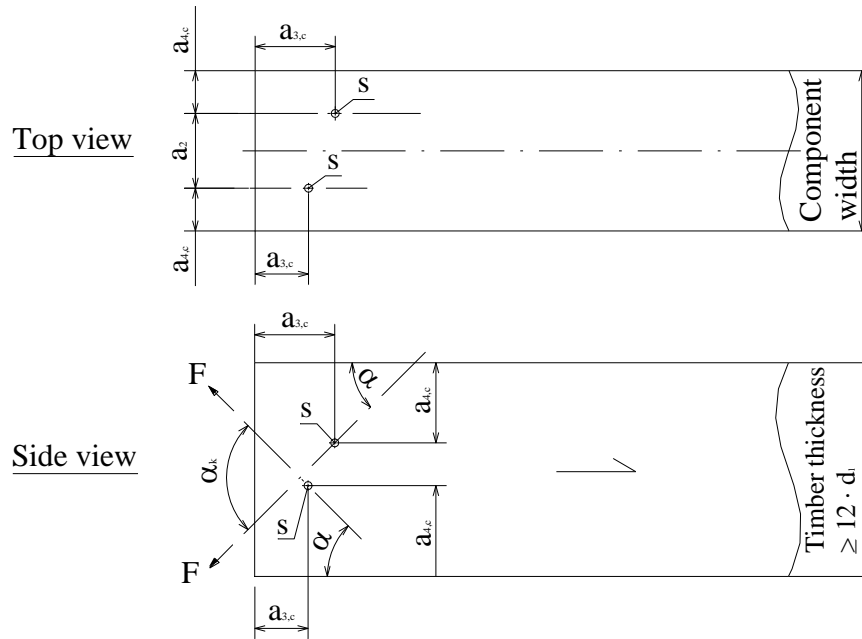 a3,c
a4,c
S
Top view
a2
S
Component
width
a4,c
a3,c
a3,c
F
α
a4,c
S
Side view
αk
S
α
a4,c
Timber thickness
≥ 12 · d1
F
a3,c